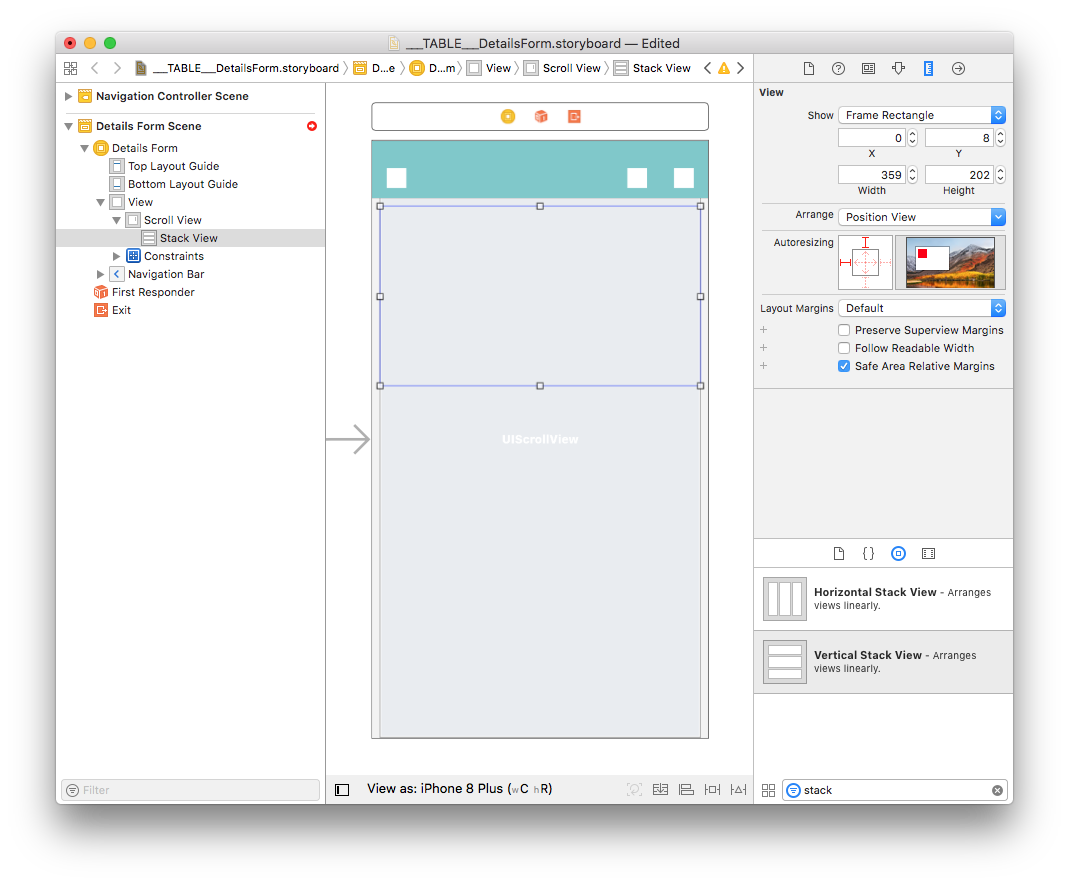 ___TABLE___DetailsForm.storyboard — Edited
___TABLE___DetailsForm.storyboard
D...e
D...m
View
Scroll View
Stack View
Navigation Controller Scene
Details Form Scene
Details Form
Top Layout Guide
Bottom Layout Guide
View
Scroll View
Stack View
Constraints
Navigation Bar
First Responder
Exit
Filter
UIScrollView
View as: iPhone 8 Plus (wC hR)
View
Show Frame Rectangle
0 8
X Y
359 202
Width Height
Arrange Position View
Autoresizing
Layout Margins Default
Preserve Superview Margins
Follow Readable Width
Safe Area Relative Margins
{}
Horizontal Stack View - Arranges
views linearly.
Vertical Stack View - Arranges
views linearly.
stack